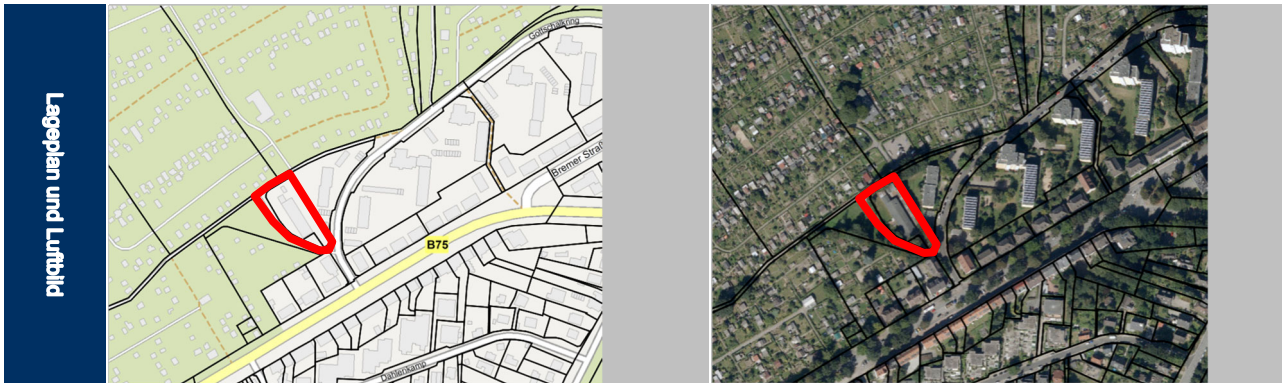 Lageplan und Luftbild
Gottschalkring
Bremer Straß
B75
Dahlenkamp